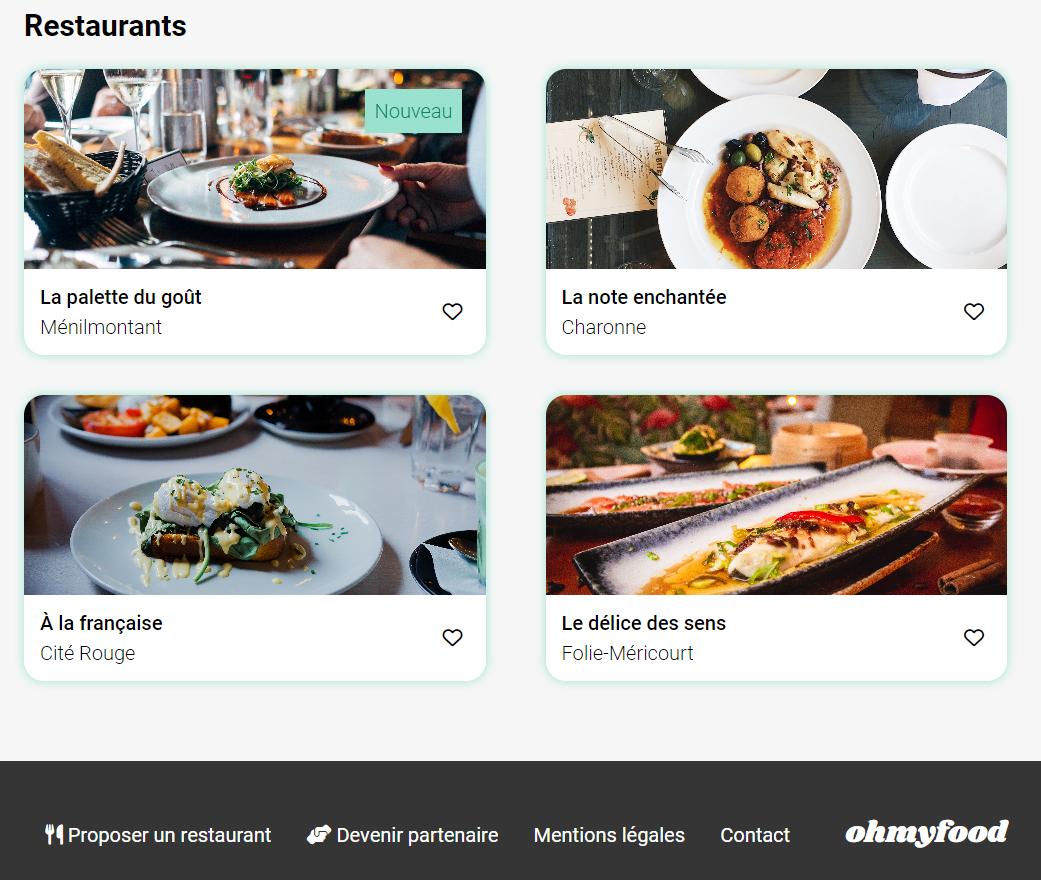 Restaurants
Nouveau
La palette du goût
Ménilmontant
La note enchantée
Charonne
À la française
Cité Rouge
Le délice des sens
Folie-Méricourt
Proposer un restaurant
Devenir partenaire
Mentions légales
Contact
ohmyfood